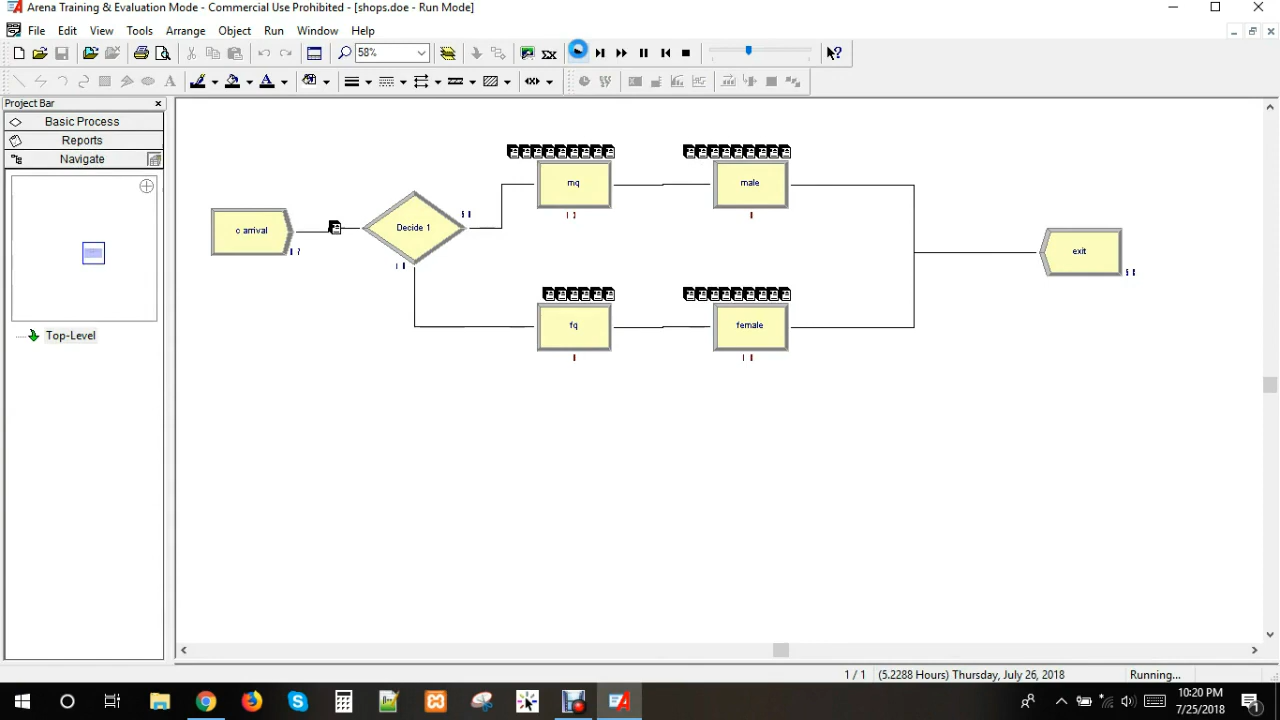 Arena Training & Evaluation Mode - Commercial Use Prohibited - [shops.doe - Run Mode]
File Edit View Tools Arrange Object Run Window Help
58%
Project Bar
Basic Process
Reports
Navigate
Top-Level
mq
male
c arrival
Decide 1
exit
fq
female
1 / 1 (5.2288 Hours) Thursday, July 26, 2018 Running...
10:20 PM
7/25/2018